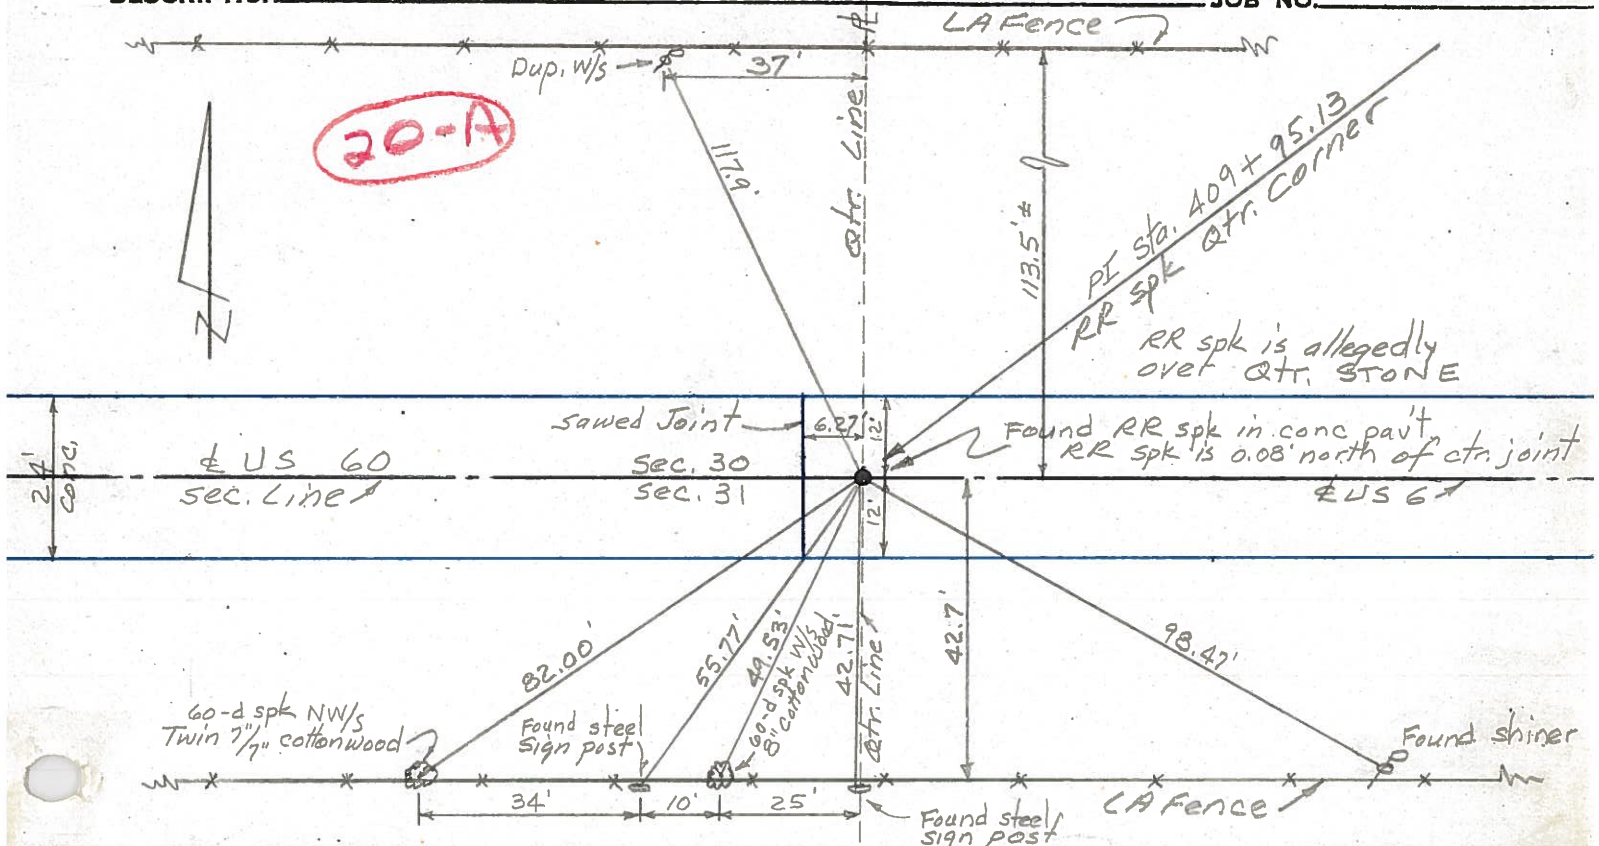 JOB NO.
LA Fence
Dup. W/s
37'
20-A
117.9'
Qtr. Line
113.5'±
PI Sta. 409+95.13
RR spk Qtr. Corner
RR spk is allegedly
over Qtr. STONE
sawed Joint
6.27'
12'
Found RR spk in conc pav't.
RR spk is 0.08' north of ctr. joint
24'
conc.
℄ US 60
Sec. Line
Sec. 30
Sec. 31
12'
℄ US 6
82.00'
55.77'
49.53'
60-d spk W/s
8" cottonwood
42.71'
Qtr. Line
42.7'
98.47'
60-d spk NW/s
Twin 7"/7" cottonwood
Found steel
Sign post
Found shiner
34'
10'
25'
LA Fence
Found steel
sign post
N